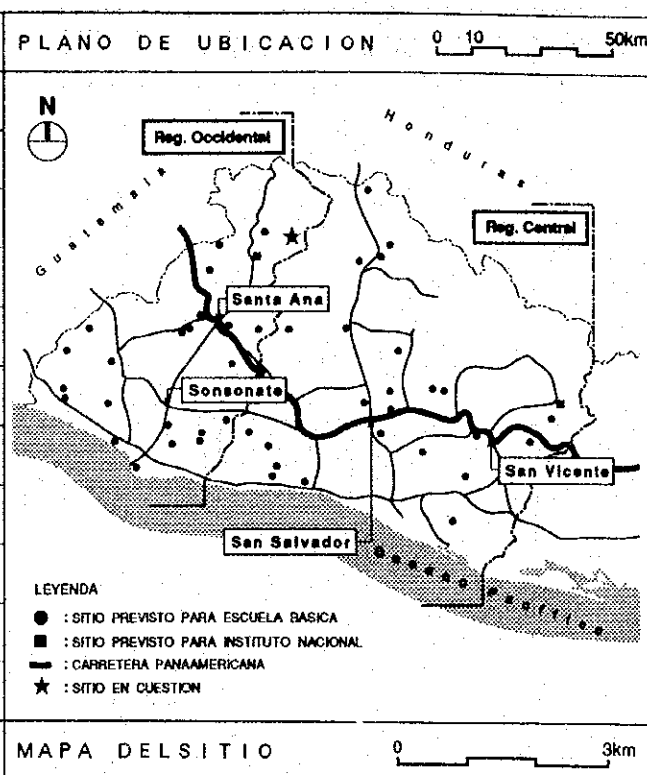 PLANO DE UBICACION 0 10 50km
N
Reg. Occidental
Honduras
Guatemala
Reg. Central
Santa Ana
Sonsonate
San Vicente
San Salvador
Oceano Pacifico
LEYENDA
: SITIO PREVISTO PARA ESCUELA BASICA
: SITIO PREVISTO PARA INSTITUTO NACIONAL
: CARRETERA PANAAMERICANA
: SITIO EN CUESTION
MAPA DELSITIO 0 3km